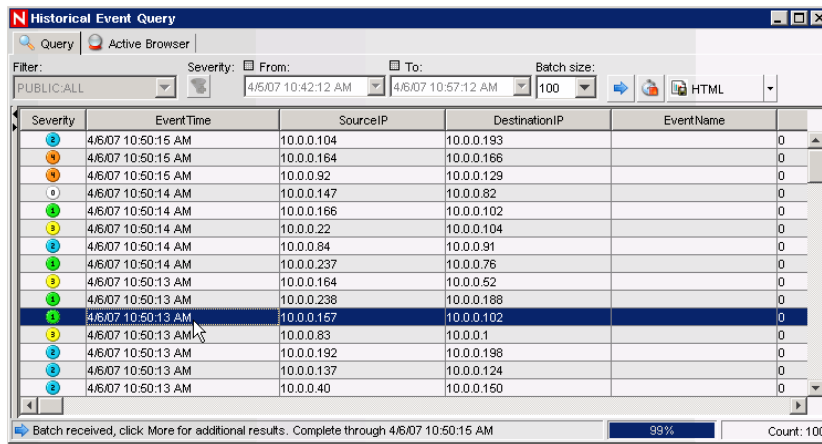 N Historical Event Query
Query Active Browser
Filter: Severity: From: To: Batch size:
PUBLIC:ALL 4/5/07 10:42:12 AM 4/6/07 10:57:12 AM 100 HTML
Severity EventTime SourceIP DestinationIP EventName
2 4/6/07 10:50:15 AM 10.0.0.104 10.0.0.193 0
4 4/6/07 10:50:15 AM 10.0.0.164 10.0.0.166 0
4 4/6/07 10:50:15 AM 10.0.0.92 10.0.0.129 0
0 4/6/07 10:50:14 AM 10.0.0.147 10.0.0.82 0
1 4/6/07 10:50:14 AM 10.0.0.166 10.0.0.102 0
3 4/6/07 10:50:14 AM 10.0.0.22 10.0.0.104 0
2 4/6/07 10:50:14 AM 10.0.0.84 10.0.0.91 0
1 4/6/07 10:50:14 AM 10.0.0.237 10.0.0.76 0
3 4/6/07 10:50:13 AM 10.0.0.164 10.0.0.52 0
1 4/6/07 10:50:13 AM 10.0.0.238 10.0.0.188 0
1 4/6/07 10:50:13 AM 10.0.0.157 10.0.0.102 0
3 4/6/07 10:50:13 AM 10.0.0.83 10.0.0.1 0
2 4/6/07 10:50:13 AM 10.0.0.192 10.0.0.198 0
2 4/6/07 10:50:13 AM 10.0.0.137 10.0.0.124 0
2 4/6/07 10:50:13 AM 10.0.0.40 10.0.0.150 0
Batch received, click More for additional results. Complete through 4/6/07 10:50:15 AM 99% Count: 100